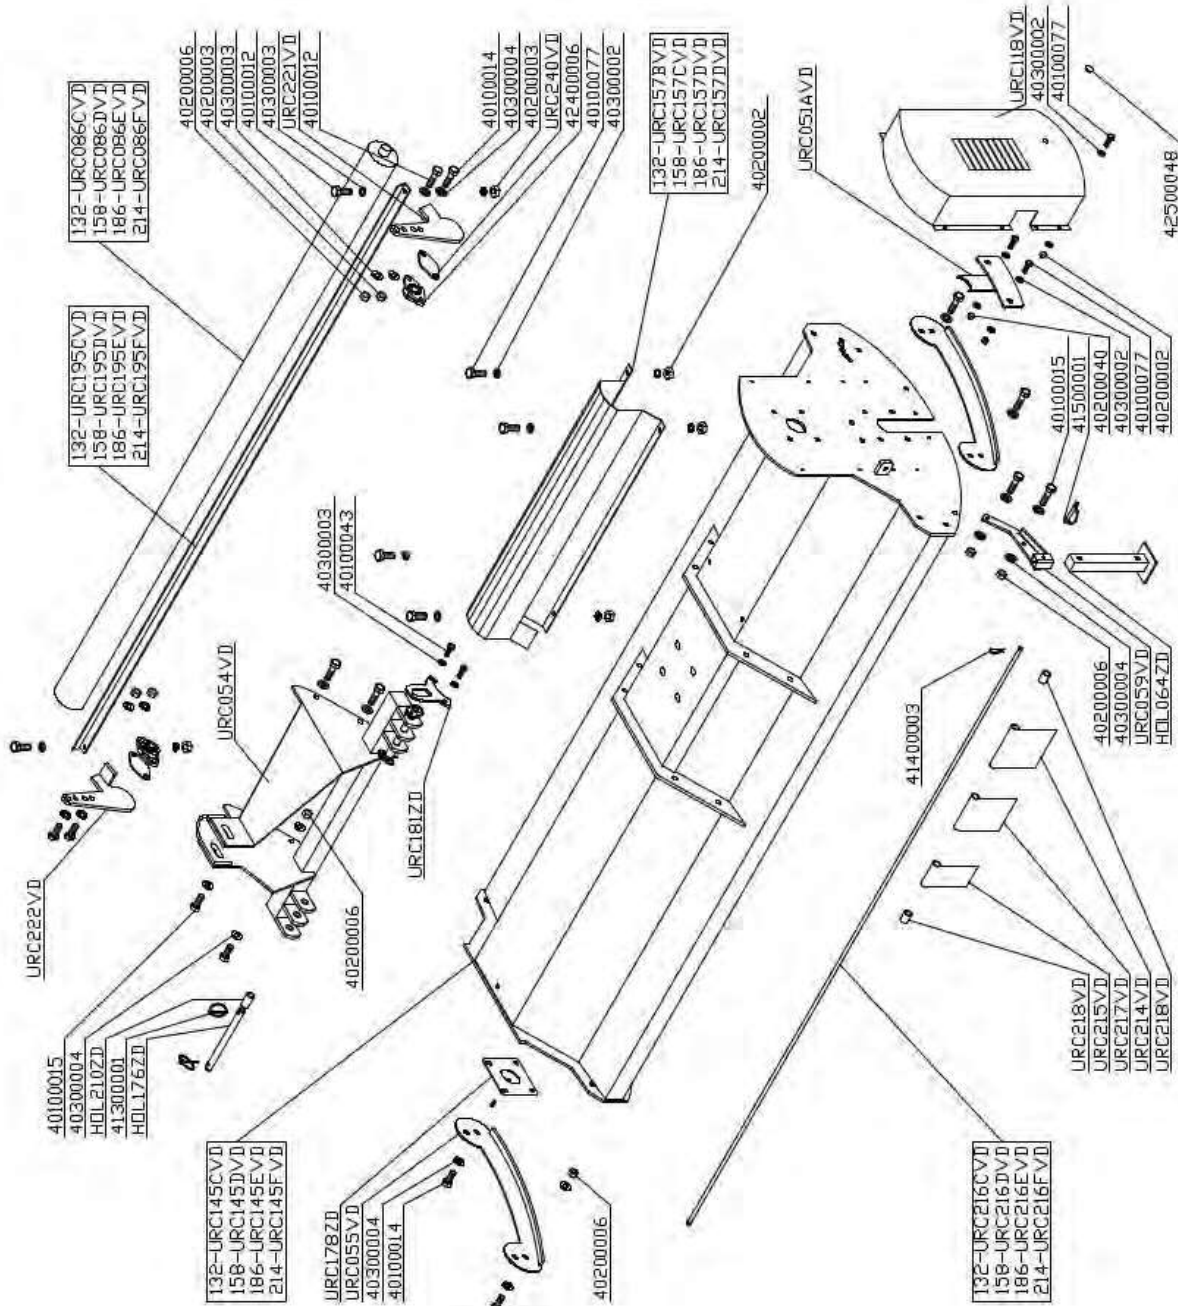 132-URC086CVD
158-URC086DVD
186-URC086EVD
214-URC086FVD
40200006
40200003
40300003
40100012
40300003
URC221VD
40100012
40100014
40300004
40200003
URC240VD
42400006
40100077
40300002
132-URC157BVD
158-URC157CVD
186-URC157DVD
214-URC157DVD
40200002
URC051AVD
URC118VD
40300002
40100077
42500048
132-URC195CVD
158-URC195DVD
186-URC195EVD
214-URC195FVD
40300003
40100043
40100015
41500001
40200040
40300002
40100077
40200002
URC054VD
URC181ZD
URC222VD
40200006
41400003
40200006
40300004
URC059VD
HOL064ZD
40100015
40300004
HOL210ZD
41300001
HOL176ZD
URC218VD
URC215VD
URC217VD
URC214VD
URC218VD
132-URC145CVD
158-URC145DVD
186-URC145EVD
214-URC145FVD
URC178ZD
URC055VD
40300004
40100014
40200006
132-URC216CVD
158-URC216DVD
186-URC216EVD
214-URC216FVD